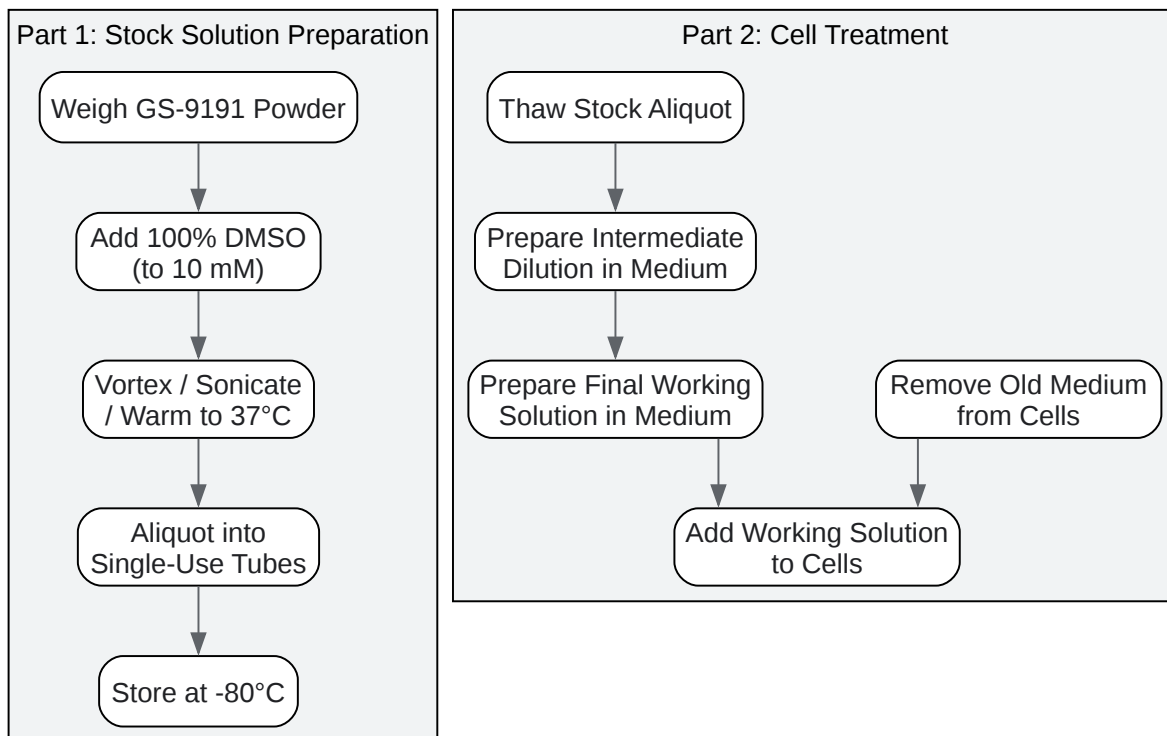 Part 1: Stock Solution Preparation
Weigh GS-9191 Powder
Add 100% DMSO
(to 10 mM)
Vortex / Sonicate
/ Warm to 37°C
Aliquot into
Single-Use Tubes
Store at -80°C
Part 2: Cell Treatment
Thaw Stock Aliquot
Prepare Intermediate
Dilution in Medium
Prepare Final Working
Solution in Medium
Remove Old Medium
from Cells
Add Working Solution
to Cells